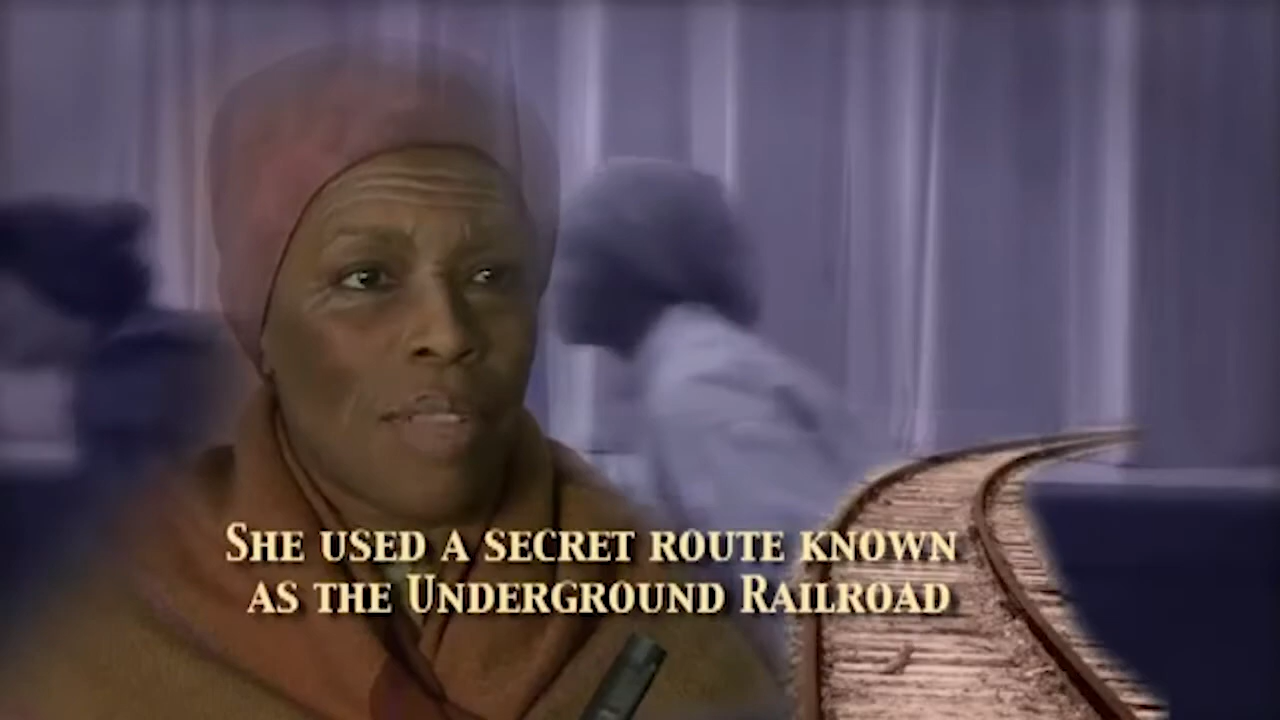 She used a secret route known
as the Underground Railroad